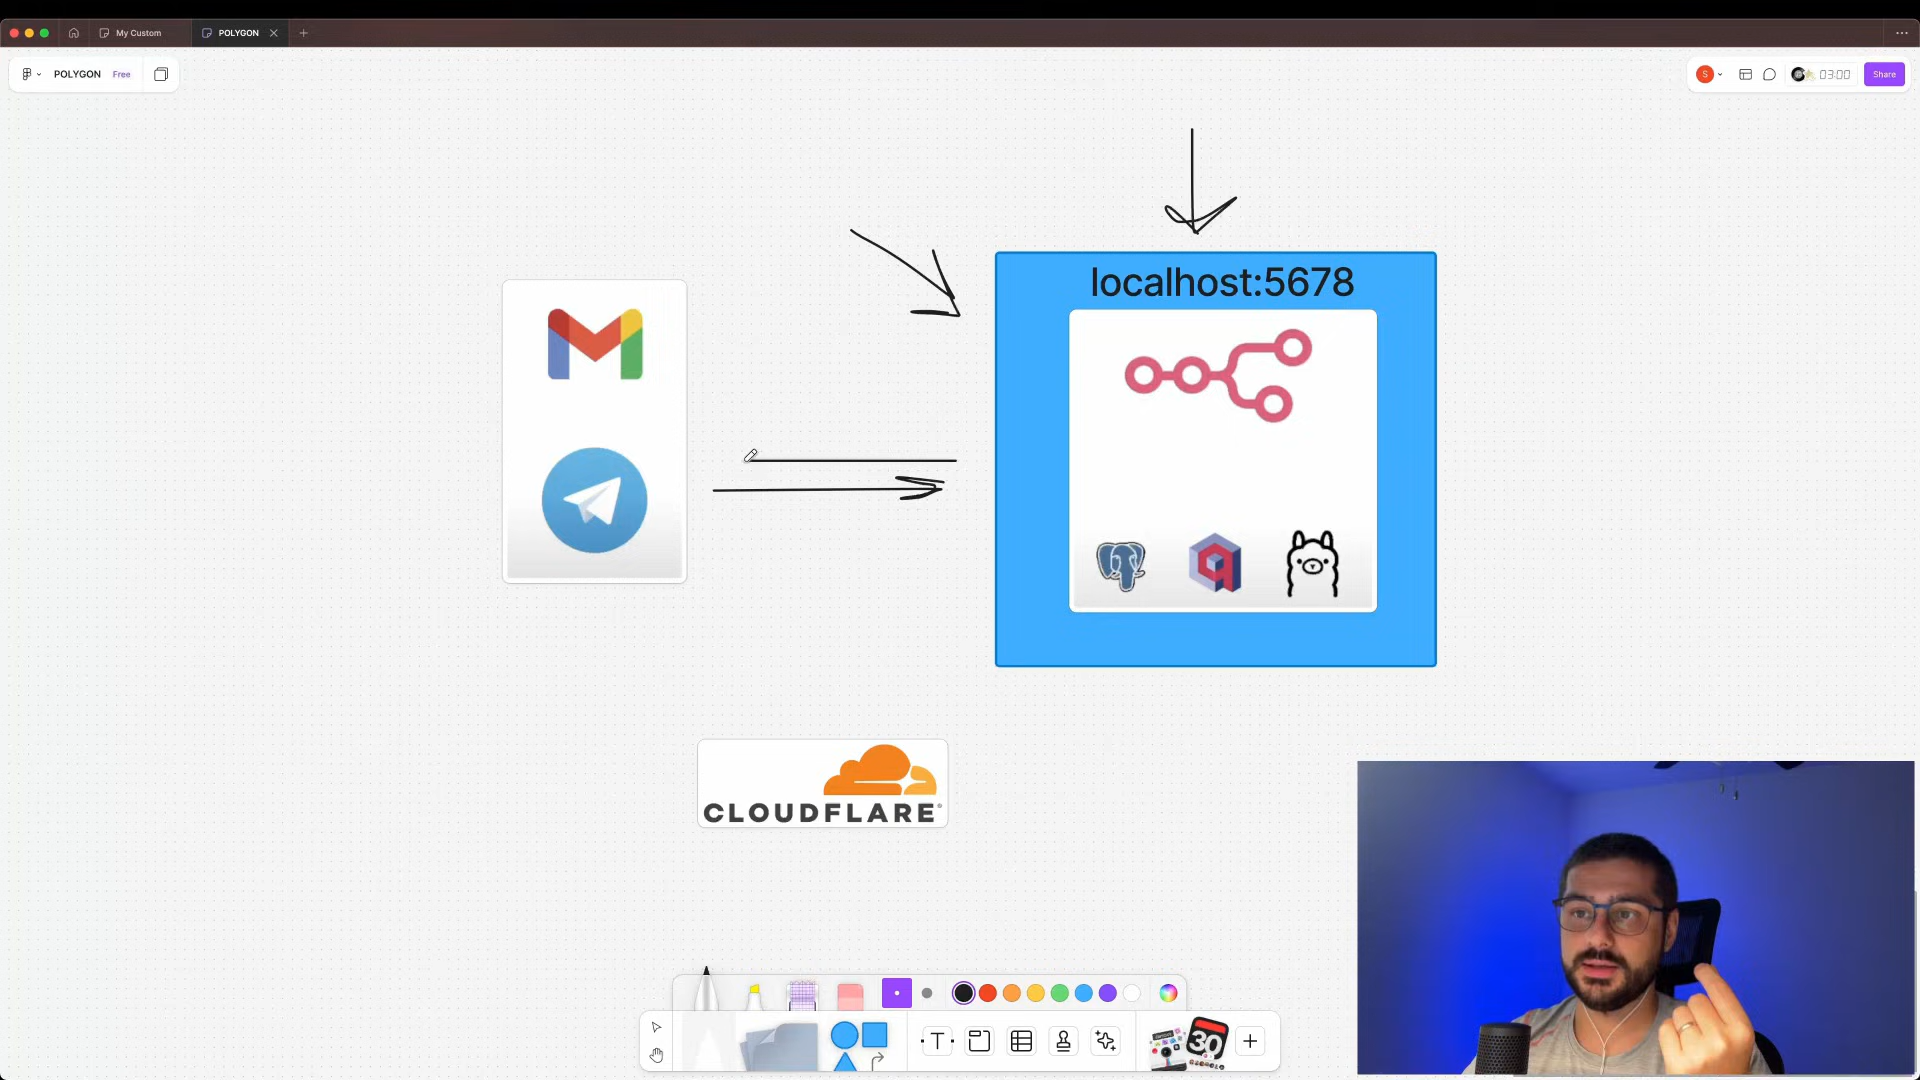 My Custom
POLYGON
POLYGON
Free
S
03:00
Share
localhost:5678
CLOUDFLARE®
T
30